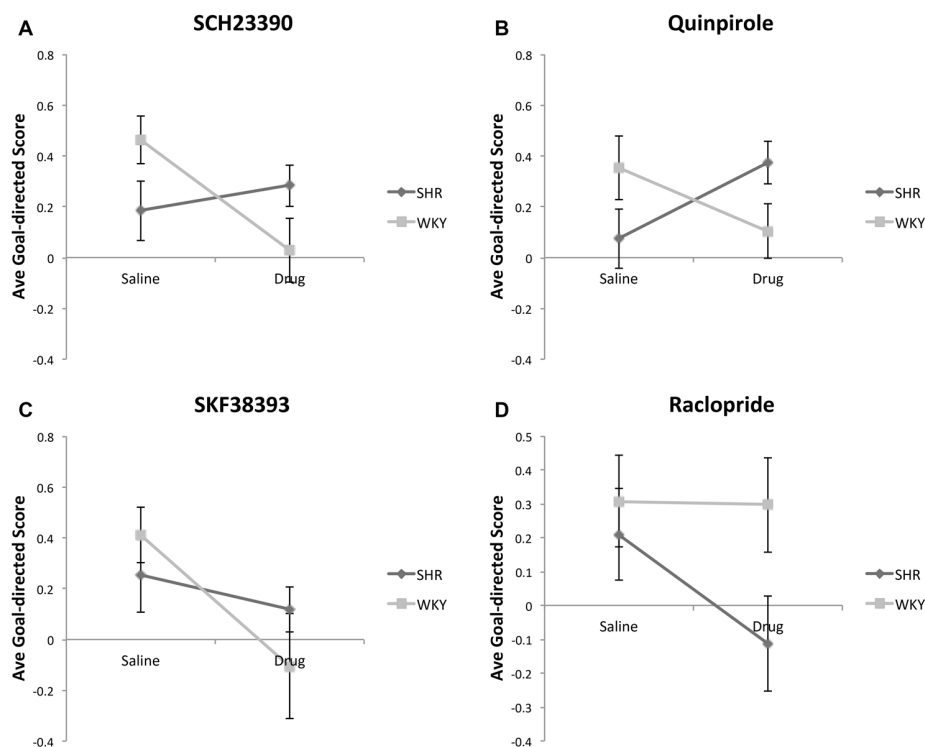 A
SCH23390
Ave Goal-directed Score
0.8
0.6
0.4
0.2
0
-0.2
-0.4
Saline
Drug
SHR
WKY
B
Quinpirole
Ave Goal-directed Score
0.8
0.6
0.4
0.2
0
-0.2
-0.4
Saline
Drug
SHR
WKY
C
SKF38393
Ave Goal-directed Score
0.8
0.6
0.4
0.2
0
-0.2
-0.4
Saline
Drug
SHR
WKY
D
Raclopride
Ave Goal-directed Score
0.5
0.4
0.3
0.2
0.1
0
-0.1
-0.2
-0.3
-0.4
Saline
Drug
SHR
WKY